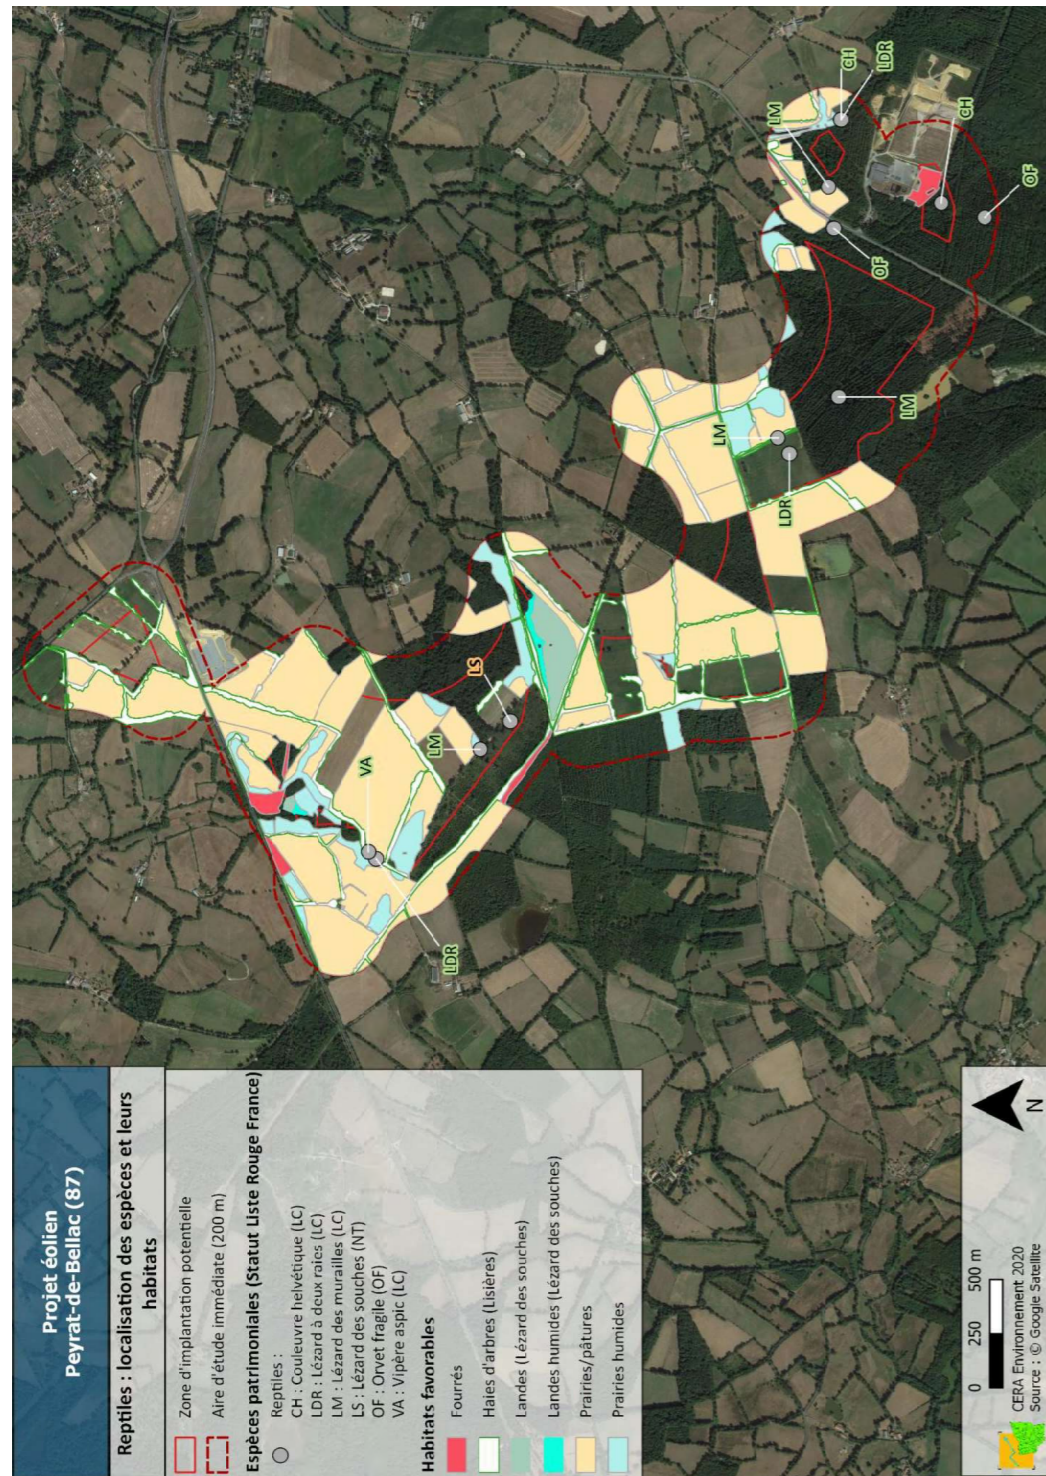 Projet éolien
Peyrat-de-Bellac (87)
Reptiles : localisation des espèces et leurs
habitats
Zone d'implantation potentielle
Aire d'étude immédiate (200 m)
Espèces patrimoniales (Statut Liste Rouge France)
Reptiles :
CH : Couleuvre helvétique (LC)
LDR : Lézard à deux raies (LC)
LM : Lézard des murailles (LC)
LS : Lézard des souches (NT)
OF : Orvet fragile (OF)
VA : Vipère aspic (LC)
Habitats favorables
Fourrés
Haies d'arbres (Lisières)
Landes (Lézard des souches)
Landes humides (Lézard des souches)
Prairies/pâtures
Prairies humides
0 250 500 m
CERA Environnement 2020
Source : © Google Satellite
N
LDR
VA
LM
LS
LDR
LM
LM
OF
LM
CH
LDR
CH
OF